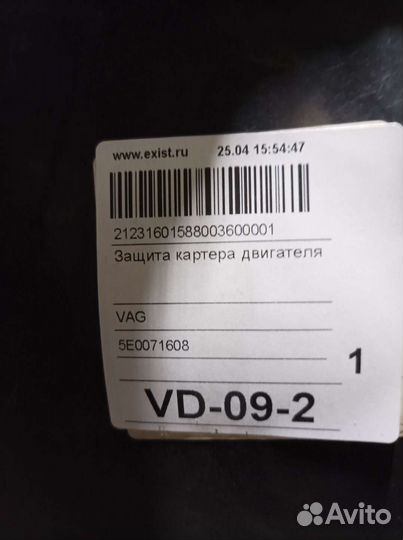 www.exist.ru 25.04 15:54:47
21231601588003600001
Защита картера двигателя
VAG
5E0071608
1
VD-09-2
Avito